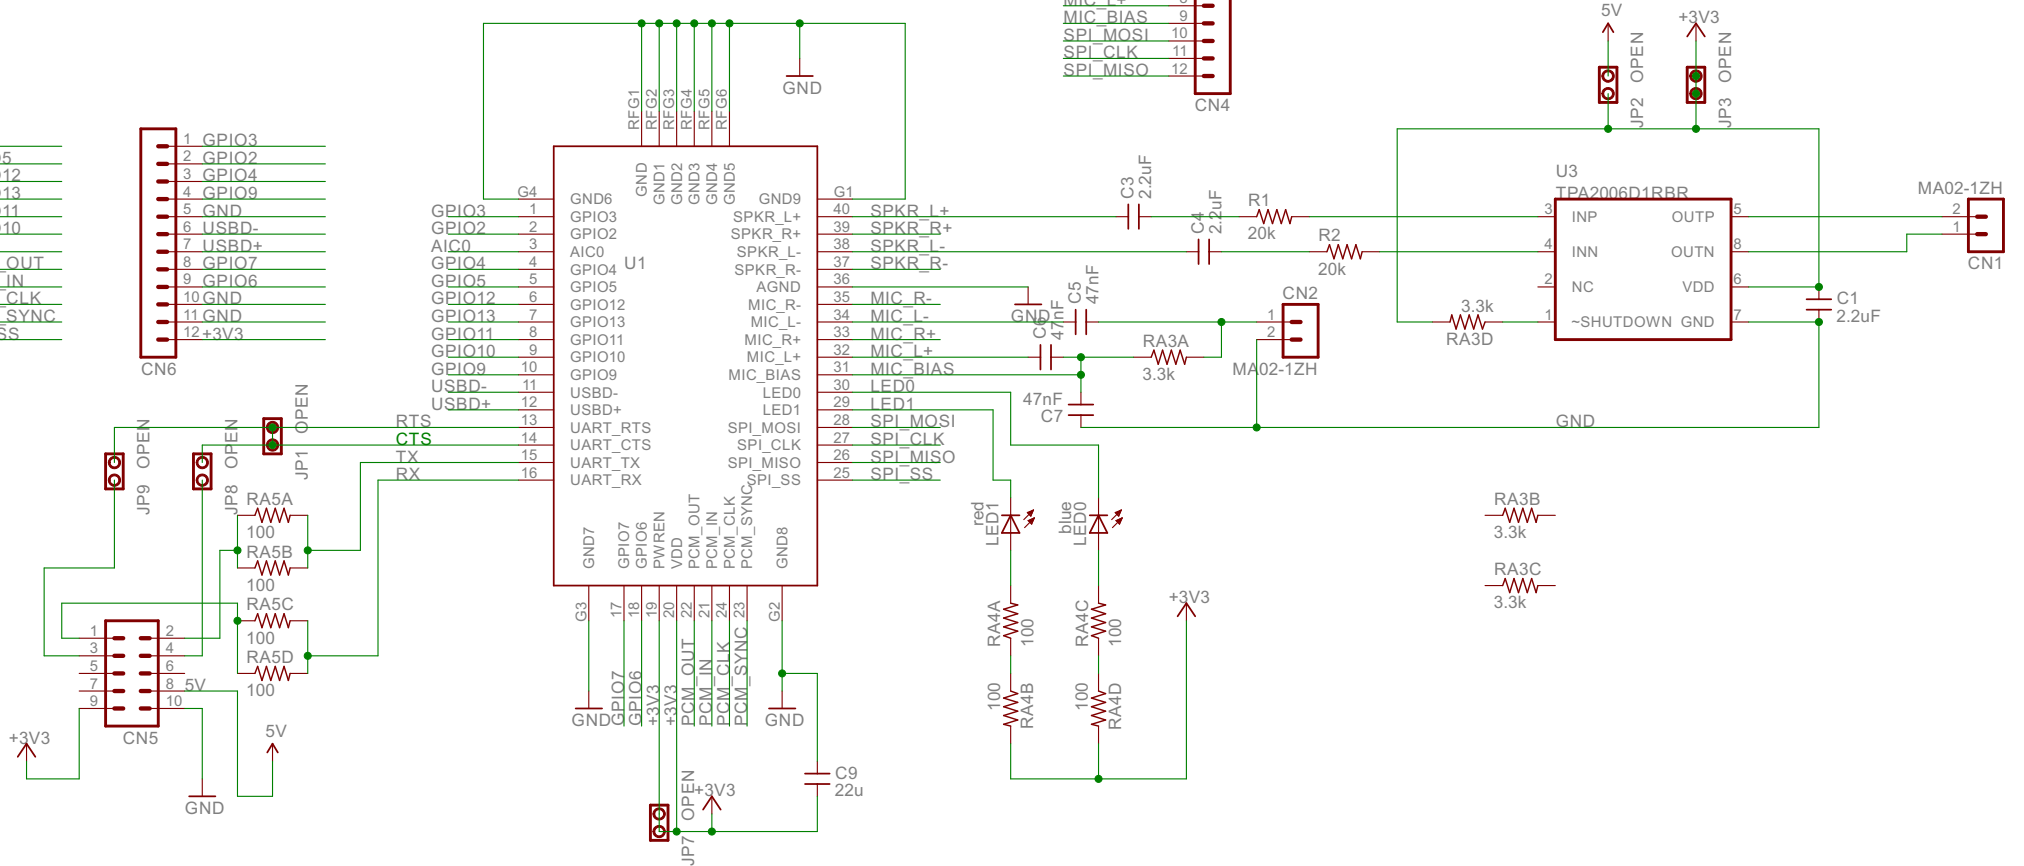 MIC_L+ 8
MIC_BIAS 9
SPI_MOSI 10
SPI_CLK 11
SPI_MISO 12
CN4
GND
5V
+3V3
JP2 OPEN
JP3 OPEN
RFG1
RFG2
RFG3
RFG4
RFG5
RFG6
GND
GND1
GND2
GND3
GND4
GND5
12
13
11
10
_OUT
_IN
_CLK
_SYNC
SS
1 GPIO3
2 GPIO2
3 GPIO4
4 GPIO9
5 GND
6 USBD-
7 USBD+
8 GPIO7
9 GPIO6
10 GND
11 GND
12 +3V3
CN6
U1
G4 GND6
GPIO3 1 GPIO3
GPIO2 2 GPIO2
AIC0 3 AIC0
GPIO4 4 GPIO4
GPIO5 5 GPIO5
GPIO12 6 GPIO12
GPIO13 7 GPIO13
GPIO11 8 GPIO11
GPIO10 9 GPIO10
GPIO9 10 GPIO9
USBD- 11 USBD-
USBD+ 12 USBD+
RTS 13 UART_RTS
CTS 14 UART_CTS
TX 15 UART_TX
RX 16 UART_RX
GND9 G1
SPKR_L+ 40 SPKR_L+
SPKR_R+ 39 SPKR_R+
SPKR_L- 38 SPKR_L-
SPKR_R- 37 SPKR_R-
AGND 36
MIC_R- 35 MIC_R-
MIC_L- 34 MIC_L-
MIC_R+ 33 MIC_R+
MIC_L+ 32 MIC_L+
MIC_BIAS 31 MIC_BIAS
LED0 30 LED0
LED1 29 LED1
SPI_MOSI 28 SPI_MOSI
SPI_CLK 27 SPI_CLK
SPI_MISO 26 SPI_MISO
SPI_SS 25 SPI_SS
GND7
GPIO7
GPIO6
PWREN
VDD
PCM_OUT
PCM_IN
PCM_CLK
PCM_SYNC
GND8
G3
17
18
19
20
22
21
24
23
G2
GND
GPIO7
GPIO6
+3V3
+3V3
PCM_OUT
PCM_IN
PCM_CLK
PCM_SYNC
GND
C9
22u
+3V3
JP7 OPEN
C3
2.2uF
C4
2.2uF
R1
20k
R2
20k
GND
C5
47nF
C6
47nF
RA3A
3.3k
47nF
C7
CN2
1
2
MA02-1ZH
GND
U3
TPA2006D1RBR
3 INP
4 INN
2 NC
1 ~SHUTDOWN
OUTP 5
OUTN 8
VDD 6
GND 7
3.3k
RA3D
C1
2.2uF
MA02-1ZH
2
1
CN1
JP9 OPEN
JP8 OPEN
JP1 OPEN
RA5A
100
RA5B
100
RA5C
100
RA5D
100
1 2
3 4
5 6
7 8 5V
9 10
CN5
+3V3
GND
5V
red
LED1
blue
LED0
RA4A
100
RA4C
100
100
RA4B
100
RA4D
+3V3
RA3B
3.3k
RA3C
3.3k